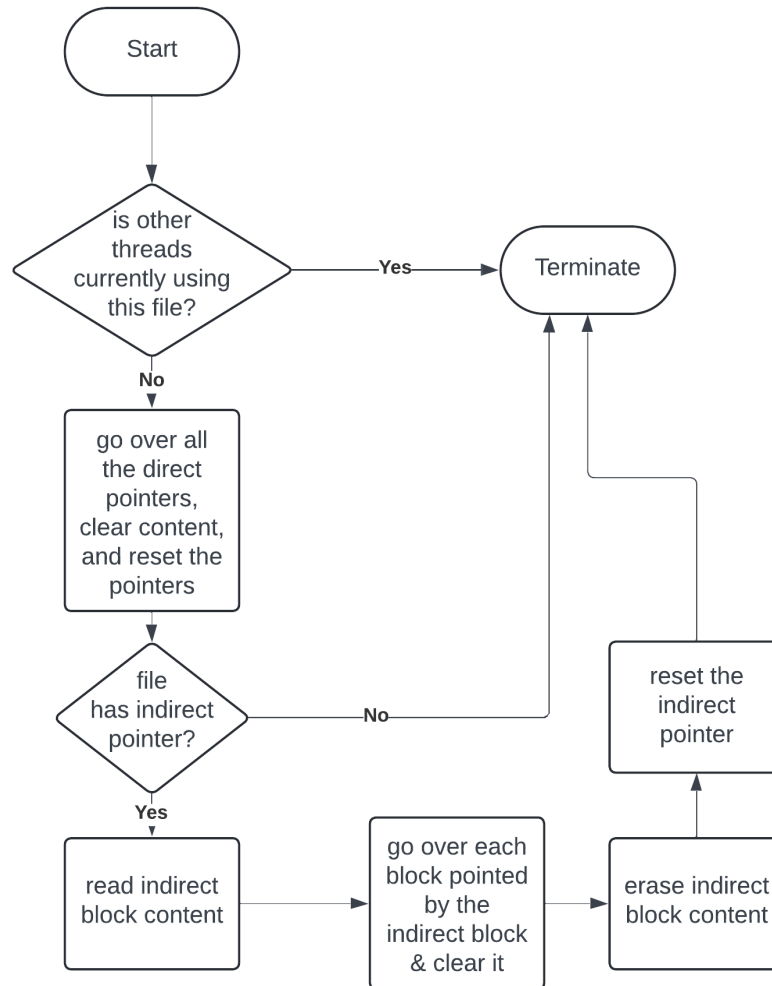 Start
is other
threads
currently using
this file?
Yes
Terminate
No
go over all
the direct
pointers,
clear content,
and reset the
pointers
file
has indirect
pointer?
No
reset the
indirect
pointer
Yes
read indirect
block content
go over each
block pointed
by the
indirect block
& clear it
erase indirect
block content